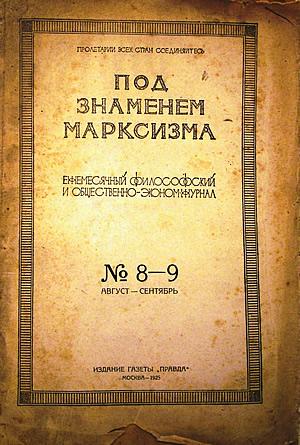 ПРОЛЕТАРИИ ВСЕХ СТРАН СОЕДИНЯЙТЕСЬ
ПОД
ЗНАМЕНЕМ
МАРКСИЗМА
ЕЖЕМЕСЯЧНЫЙ ФИЛОСОФСКИЙ
И ОБЩЕСТВЕННО-ЭКОНОМ. ЖУРНАЛ
№ 8—9
АВГУСТ — СЕНТЯБРЬ
ИЗДАНИЕ ГАЗЕТЫ „ПРАВДА"
МОСКВА—1925